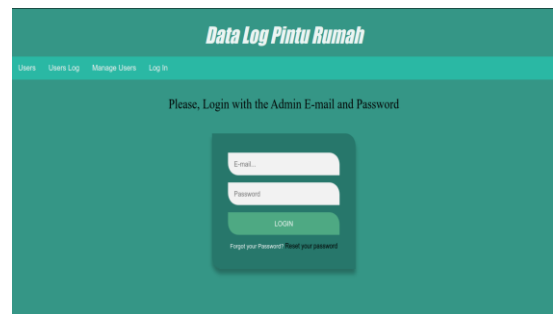 Data Log Pintu Rumah
Users Users Log Manage Users Log In
Please, Login with the Admin E-mail and Password
E-mail...
Password
LOGIN
Forgot your Password? Reset your password